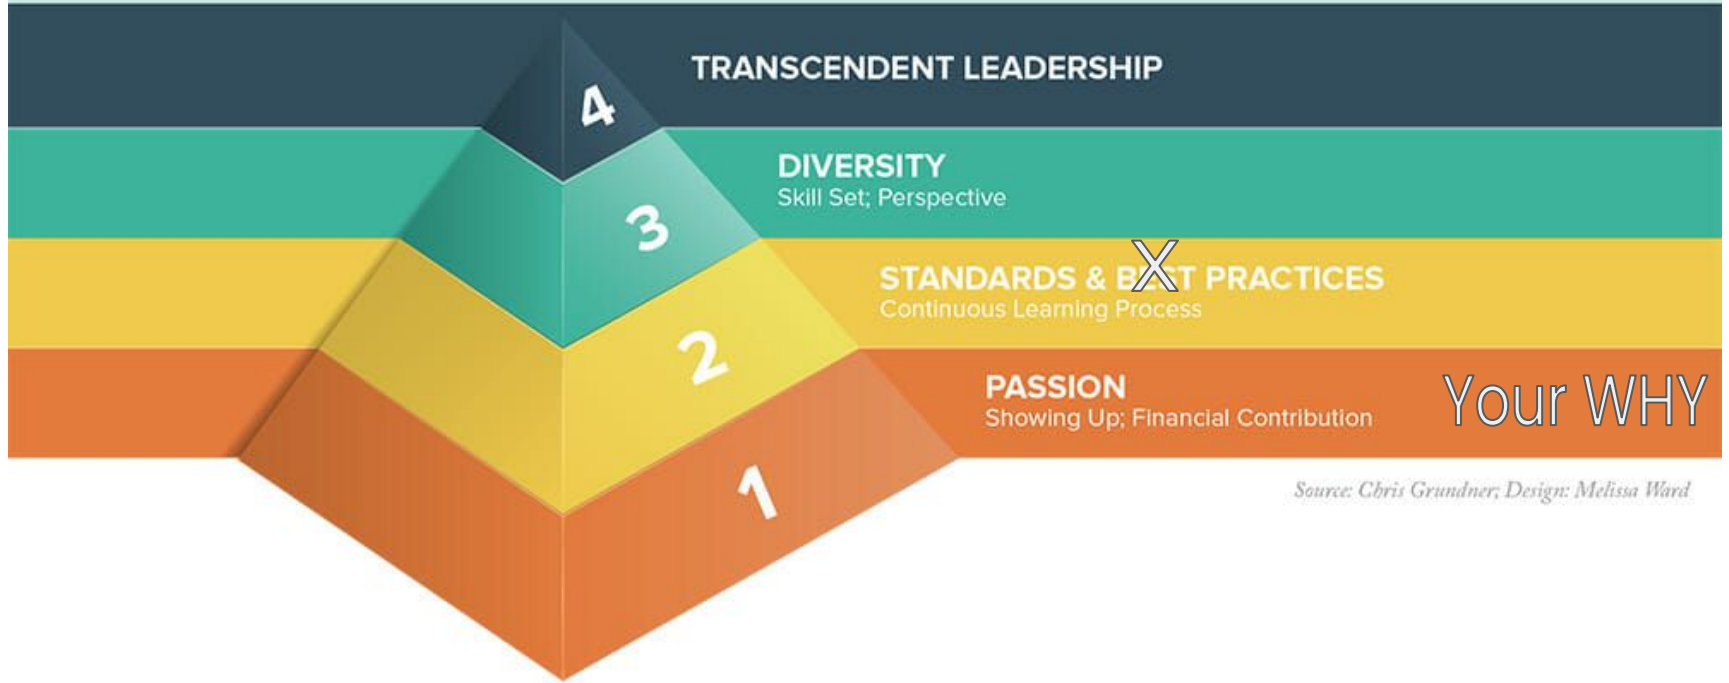 TRANSCENDENT LEADERSHIP
4
DIVERSITY
Skill Set; Perspective
3
X
STANDARDS & BEST PRACTICES
Continuous Learning Process
2
PASSION
Showing Up; Financial Contribution
Your WHY
1
Source: Chris Grundner; Design: Melissa Ward